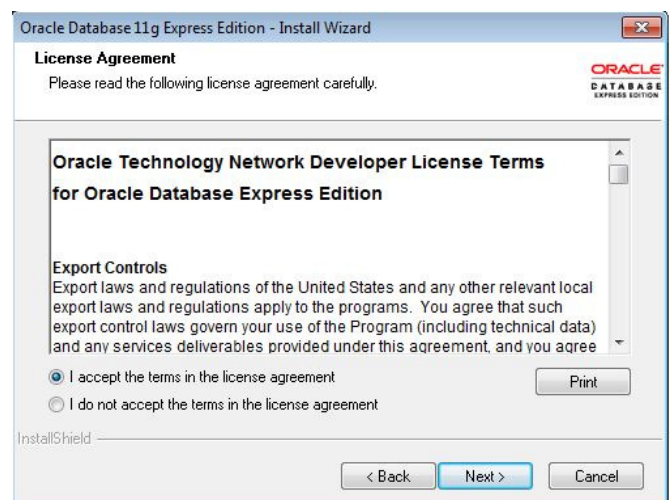 Oracle Database 11g Express Edition - Install Wizard
License Agreement
Please read the following license agreement carefully.
ORACLE
DATABASE
EXPRESS EDITION
Oracle Technology Network Developer License Terms
for Oracle Database Express Edition
Export Controls
Export laws and regulations of the United States and any other relevant local
export laws and regulations apply to the programs.  You agree that such
export control laws govern your use of the Program (including technical data)
and any services deliverables provided under this agreement, and you agree
I accept the terms in the license agreement
Print
I do not accept the terms in the license agreement
InstallShield
< Back
Next >
Cancel